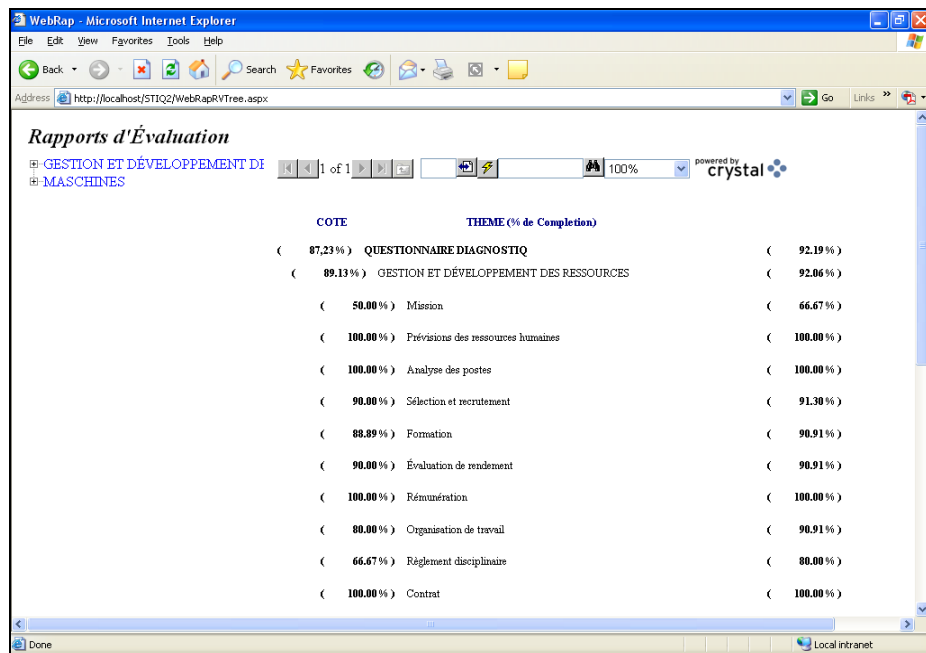 WebRap - Microsoft Internet Explorer
File Edit View Favorites Tools Help
Back Search Favorites
Address http://localhost/STIQ2/WebRapRVTree.aspx Go Links »
Rapports d'Évaluation
GESTION ET DÉVELOPPEMENT DE
MASCHINES
1 of 1 100% powered by crystal
COTE THEME (% de Completion)
( 87,23 % ) QUESTIONNAIRE DIAGNOSTIQ ( 92.19 % )
( 89.13 % ) GESTION ET DÉVELOPPEMENT DES RESSOURCES ( 92.06 % )
( 50.00 % ) Mission ( 66.67 % )
( 100.00 % ) Prévisions des ressources humaines ( 100.00 % )
( 100.00 % ) Analyse des postes ( 100.00 % )
( 90.00 % ) Sélection et recrutement ( 91.30 % )
( 88.89 % ) Formation ( 90.91 % )
( 90.00 % ) Évaluation de rendement ( 90.91 % )
( 100.00 % ) Rémunération ( 100.00 % )
( 80.00 % ) Organisation de travail ( 90.91 % )
( 66.67 % ) Règlement disciplinaire ( 80.00 % )
( 100.00 % ) Contrat ( 100.00 % )
Done Local intranet